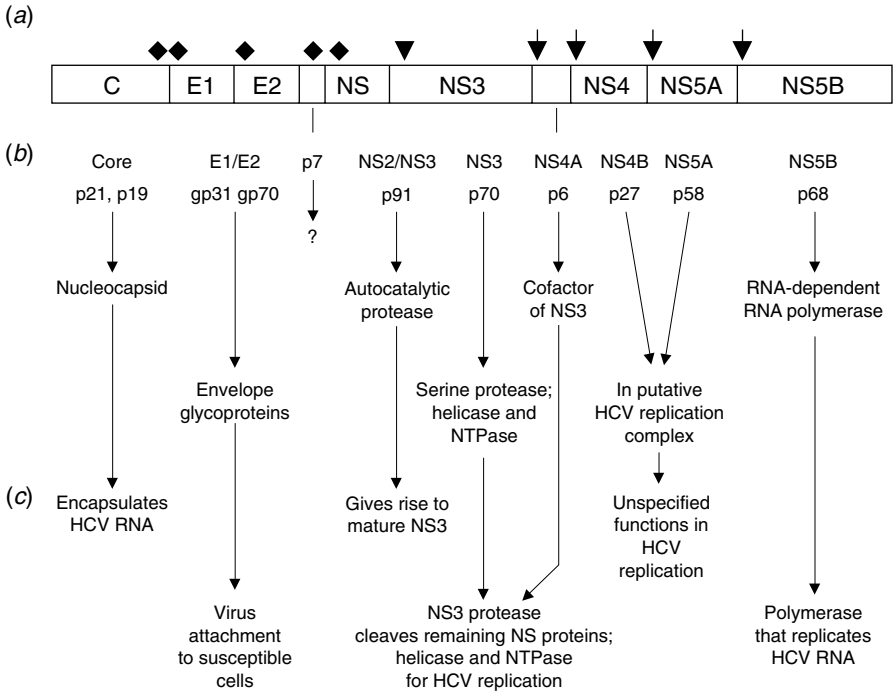 (a)
C E1 E2 NS NS3 NS4 NS5A NS5B
(b)
Core E1/E2 p7 NS2/NS3 NS3 NS4A NS4B NS5A NS5B
p21, p19 gp31 gp70 p91 p70 p6 p27 p58 p68
?
Nucleocapsid
Autocatalytic
protease
Cofactor
of NS3
RNA-dependent
RNA polymerase
Envelope
glycoproteins
Serine protease;
helicase and
NTPase
In putative
HCV replication
complex
(c)
Encapsulates
HCV RNA
Gives rise to
mature NS3
Unspecified
functions in
HCV
replication
Virus
attachment
to susceptible
cells
NS3 protease
cleaves remaining NS proteins;
helicase and NTPase
for HCV replication
Polymerase
that replicates
HCV RNA